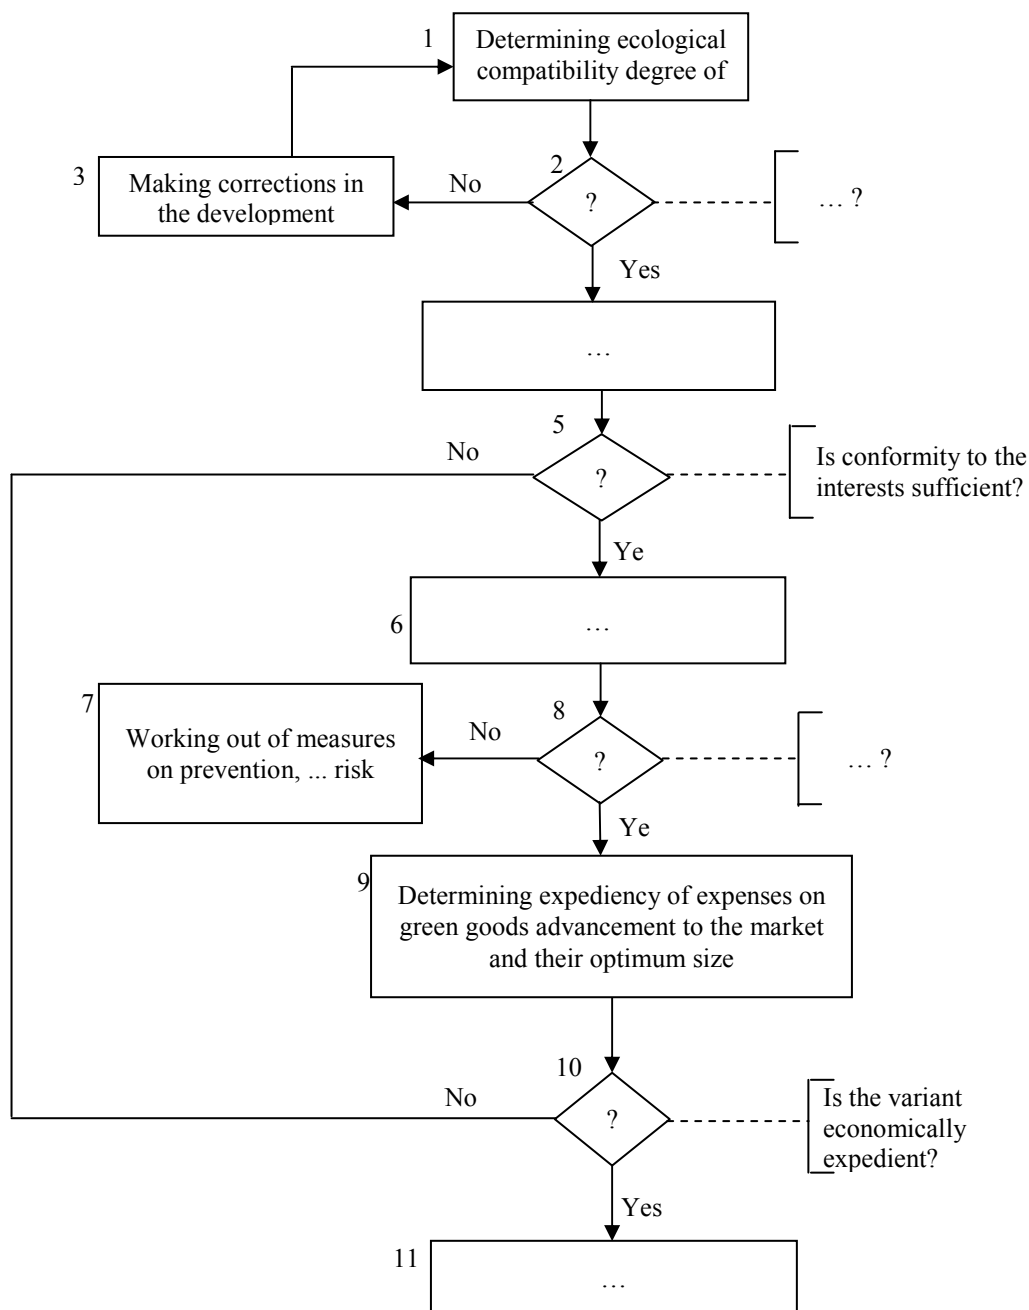 1
Determining ecological
compatibility degree of
3
Making corrections in
the development
No
2
?
… ?
Yes
…
5
No
?
Is conformity to the
interests sufficient?
Ye
6
…
7
Working out of measures
on prevention, ... risk
No
8
?
… ?
Ye
9
Determining expediency of expenses on
green goods advancement to the market
and their optimum size
10
No
?
Is the variant
economically
expedient?
Yes
11
…